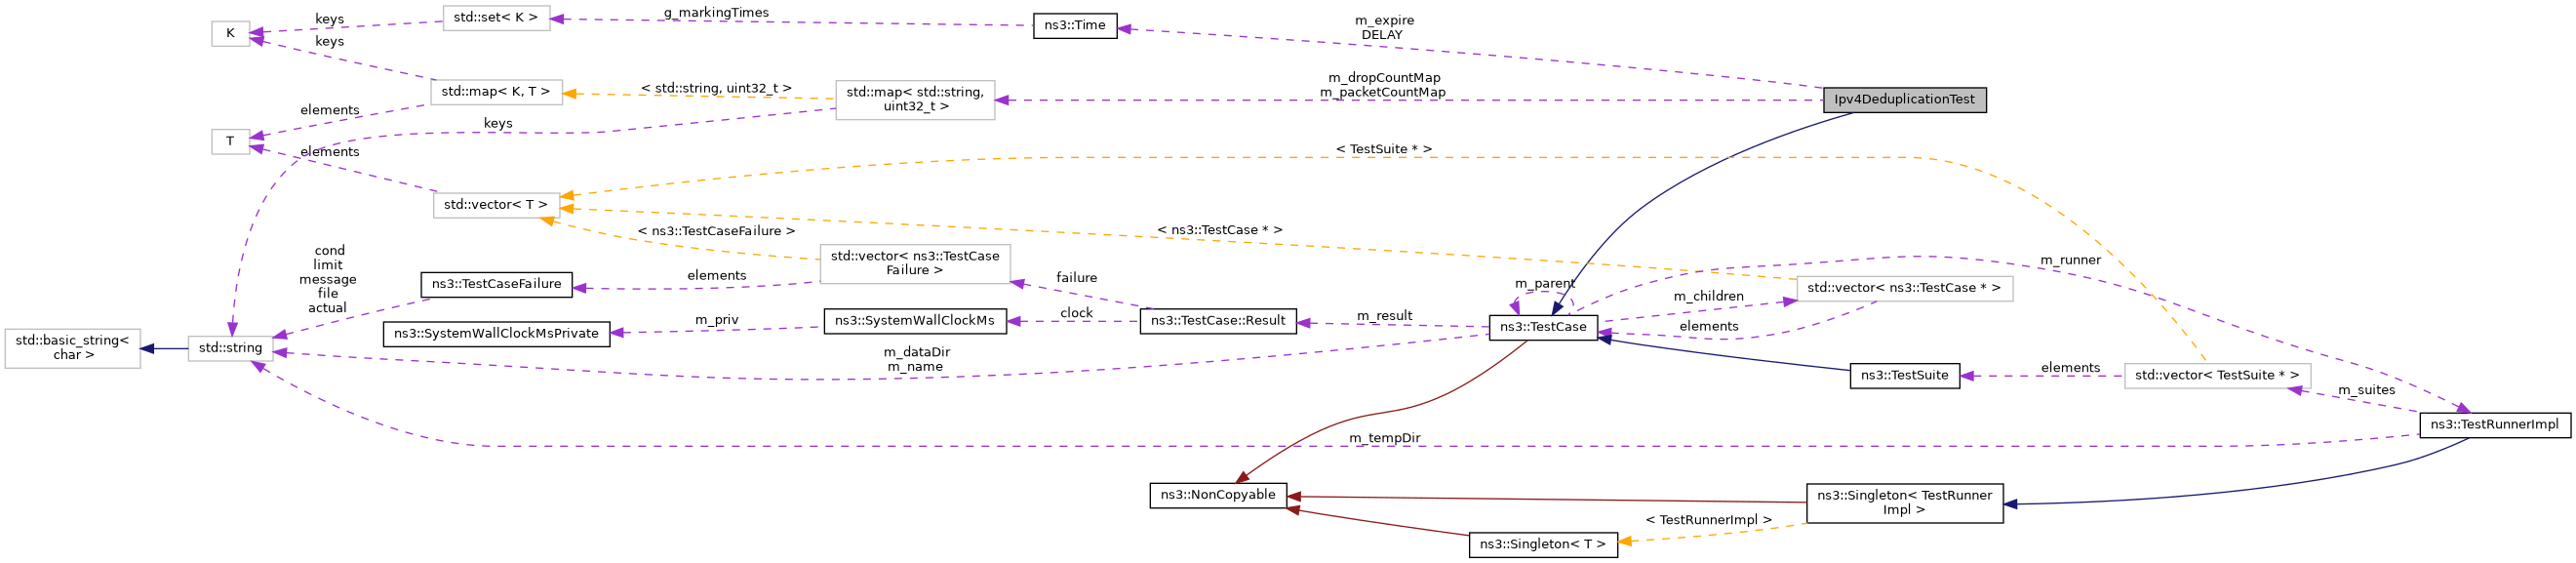 keys
std::set< K >
g_markingTimes
ns3::Time
m_expire
DELAY
K
keys
std::map< K, T >
< std::string, uint32_t >
std::map< std::string,
uint32_t >
m_dropCountMap
m_packetCountMap
Ipv4DeduplicationTest
elements
keys
T
elements
< TestSuite * >
std::vector< T >
< ns3::TestCaseFailure >
< ns3::TestCase * >
cond
limit
message
file
actual
ns3::TestCaseFailure
elements
std::vector< ns3::TestCase
Failure >
failure
m_parent
m_runner
m_children
std::vector< ns3::TestCase * >
std::basic_string<
char >
std::string
ns3::SystemWallClockMsPrivate
m_priv
ns3::SystemWallClockMs
clock
ns3::TestCase::Result
m_result
ns3::TestCase
elements
m_dataDir
m_name
ns3::TestSuite
elements
std::vector< TestSuite * >
m_suites
ns3::TestRunnerImpl
m_tempDir
ns3::NonCopyable
ns3::Singleton< TestRunner
Impl >
< TestRunnerImpl >
ns3::Singleton< T >